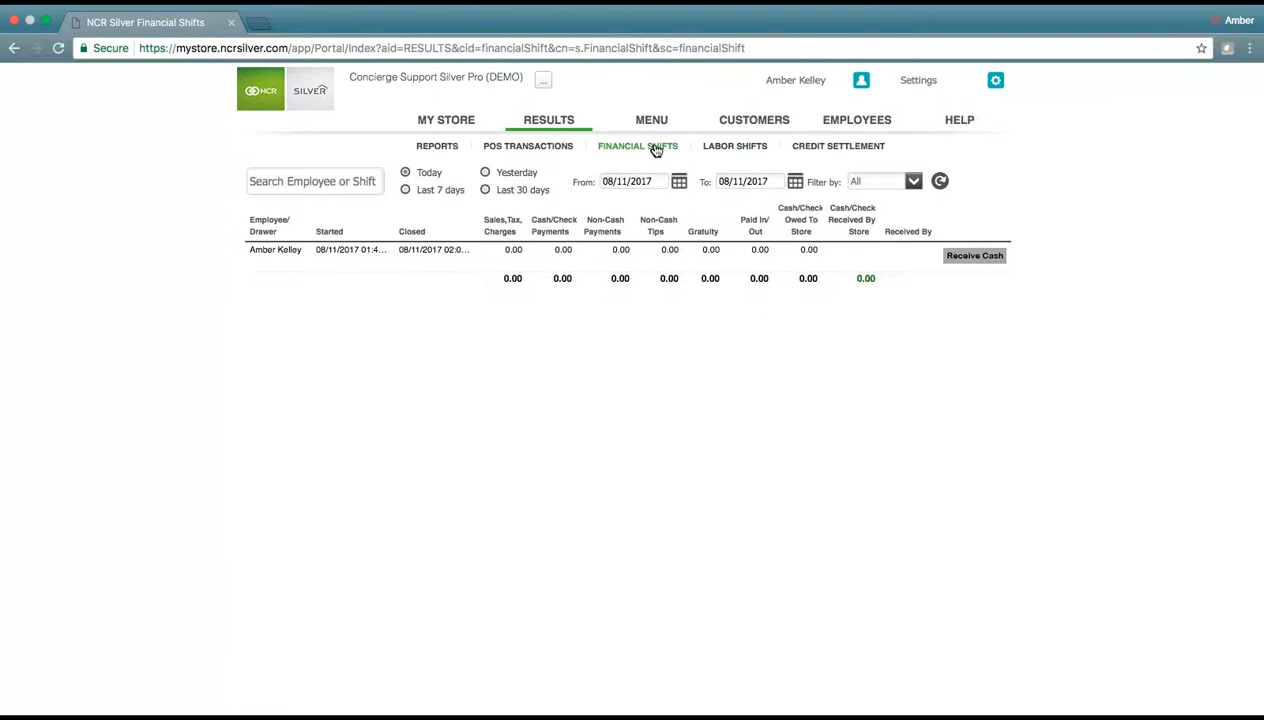 NCR Silver Financial Shifts
Amber
Secure https://mystore.ncrsilver.com/app/Portal/Index?aid=RESULTS&cid=financialShift&cn=s.FinancialShift&sc=financialShift
NCR SILVER
Concierge Support Silver Pro (DEMO) ...
Amber Kelley Settings
MY STORE RESULTS MENU CUSTOMERS EMPLOYEES HELP
REPORTS POS TRANSACTIONS FINANCIAL SHIFTS LABOR SHIFTS CREDIT SETTLEMENT
Search Employee or Shift
Today Yesterday
Last 7 days Last 30 days
From: 08/11/2017 To: 08/11/2017 Filter by: All
Employee/ Drawer
Started
Closed
Sales,Tax, Charges
Cash/Check Payments
Non-Cash Payments
Non-Cash Tips
Gratuity
Paid In/ Out
Cash/Check Owed To Store
Cash/Check Received By Store
Received By
Amber Kelley 08/11/2017 01:4... 08/11/2017 02:0... 0.00 0.00 0.00 0.00 0.00 0.00 0.00 Receive Cash
0.00 0.00 0.00 0.00 0.00 0.00 0.00 0.00